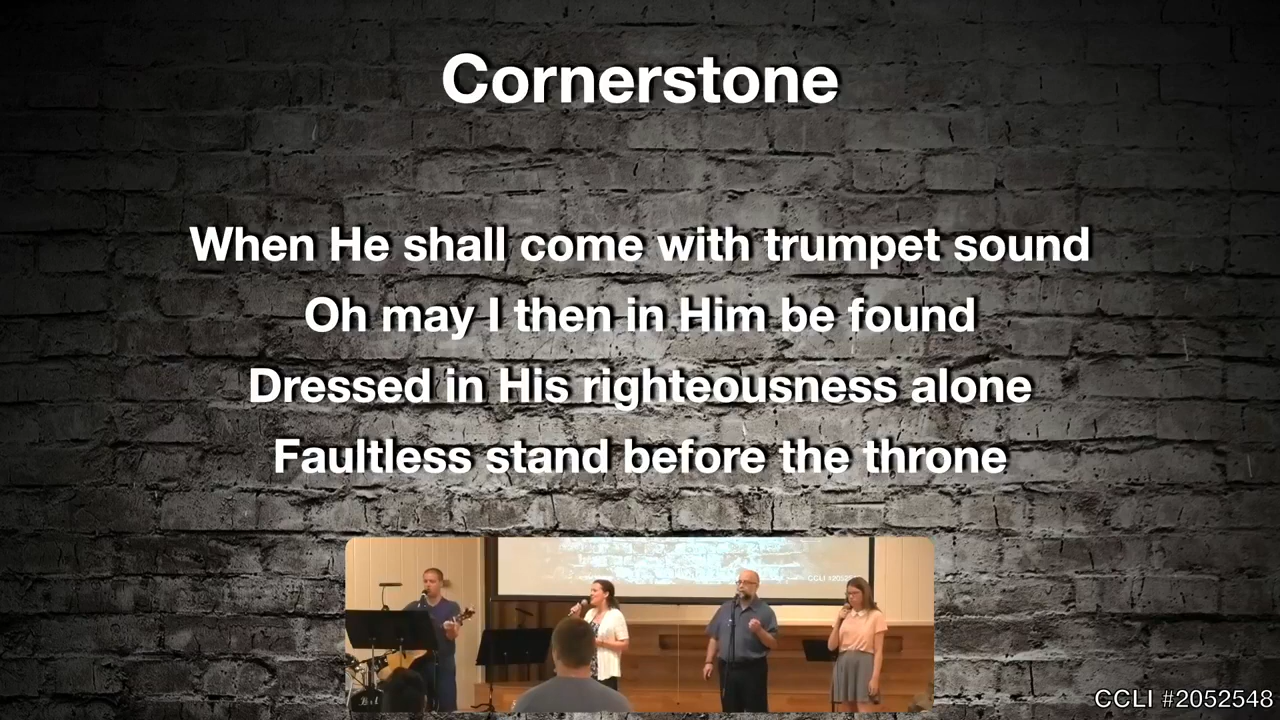 Cornerstone
When He shall come with trumpet sound
Oh may I then in Him be found
Dressed in His righteousness alone
Faultless stand before the throne
CCLI #2052548